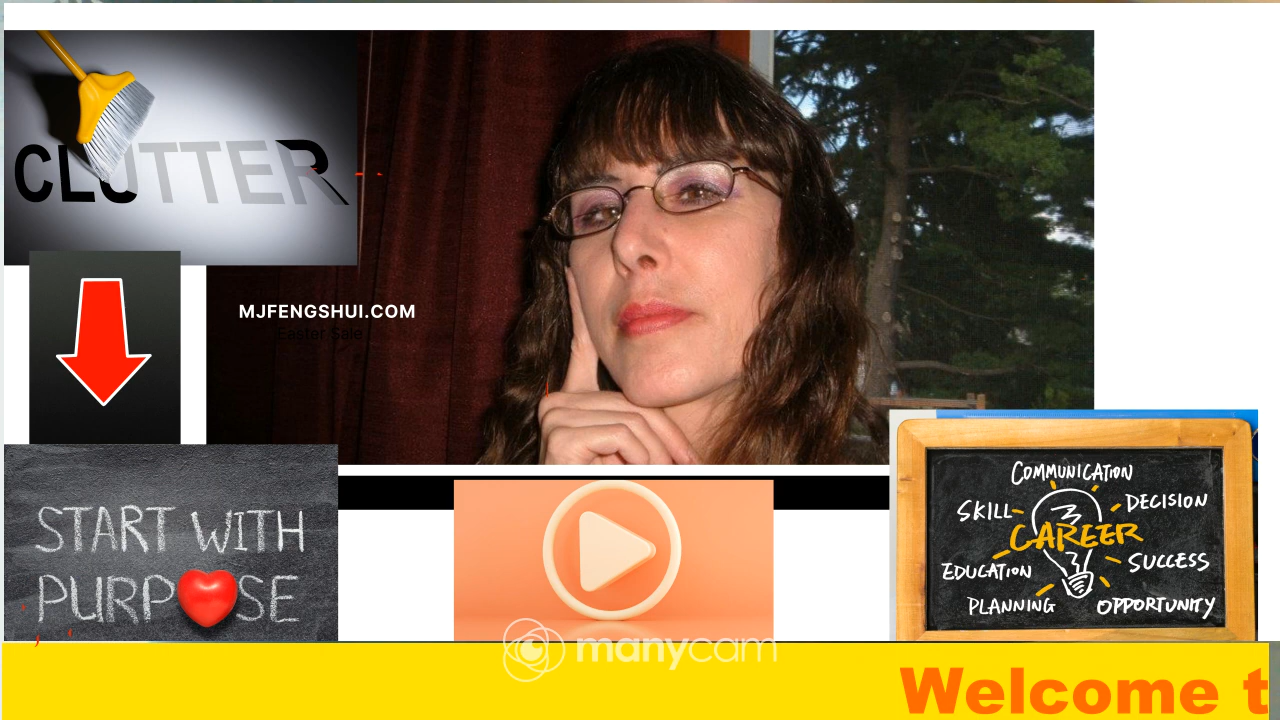 CLUTTER
MJFENGSHUI.COM
Easter Sale
START WITH
PURPOSE
COMMUNICATION
SKILL
DECISION
CAREER
EDUCATION
SUCCESS
PLANNING
OPPORTUNITY
manycam
Welcome t